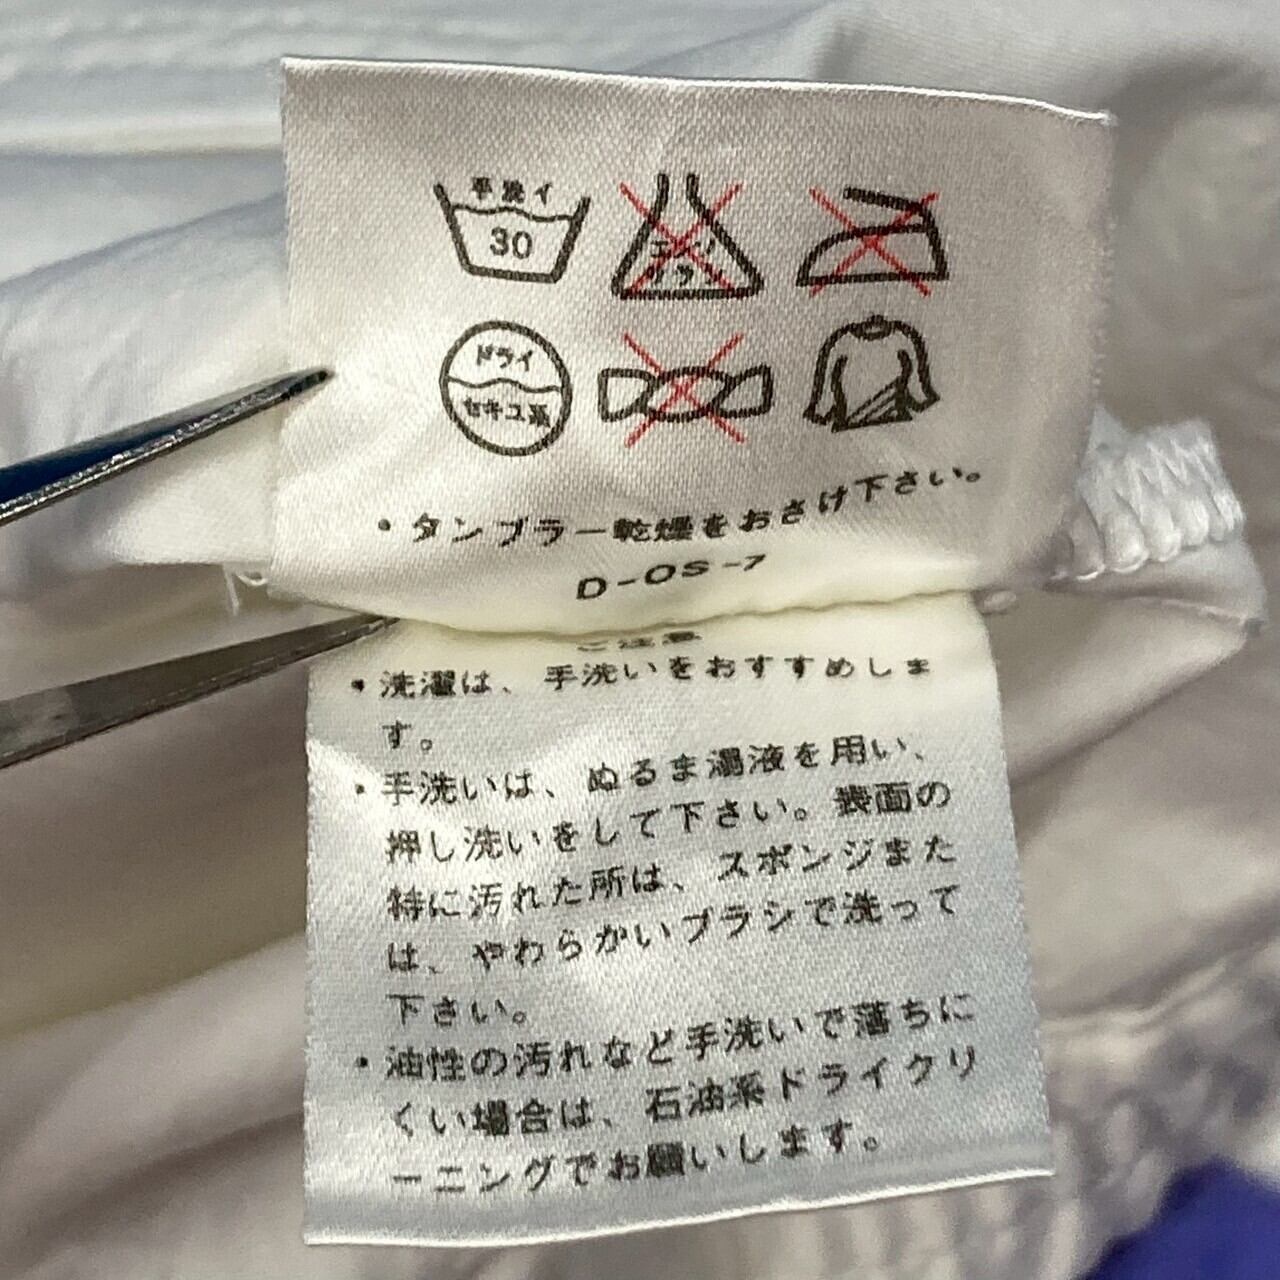 手洗イ
30
エンソ
サラシ
ドライ
セキユ系
・タンブラー乾燥をおさけ下さい。
D-OS-7
ご注意
・洗濯は、手洗いをおすすめしま
す。
・手洗いは、ぬるま湯液を用い、
押し洗いをして下さい。表面の
特に汚れた所は、スポンジまた
は、やわらかいブラシで洗って
下さい。
・油性の汚れなど手洗いで落ちに
くい場合は、石油系ドライクリ
ーニングでお願いします。